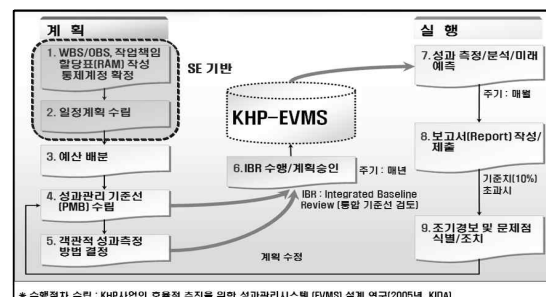 계 획
1. WBS/OBS, 작업책임
할당표(RAM) 작성
통제계정 확정
SE 기반
2. 일정계획 수립
3. 예산 배분
4. 성과관리 기준선
(PMB) 수립
5. 객관적 성과측정
방법 결정
KHP-EVMS
6. IBR 수행/계획승인
주기 : 매년
IBR : Integrated Baseline
Review (통합 기준선 검토)
계획 수정
실 행
7. 성과 측정/분석/미래
예측
주기 : 매월
8. 보고서(Report) 작성/
제출
기준치(10%)
초과시
9. 조기경보 및 문제점
식별/조치
* 수행절차 수립 : KHP사업의 효율적 추진을 위한 성과관리시스템 (EVMS) 설계 연구(2005년, KIDA)